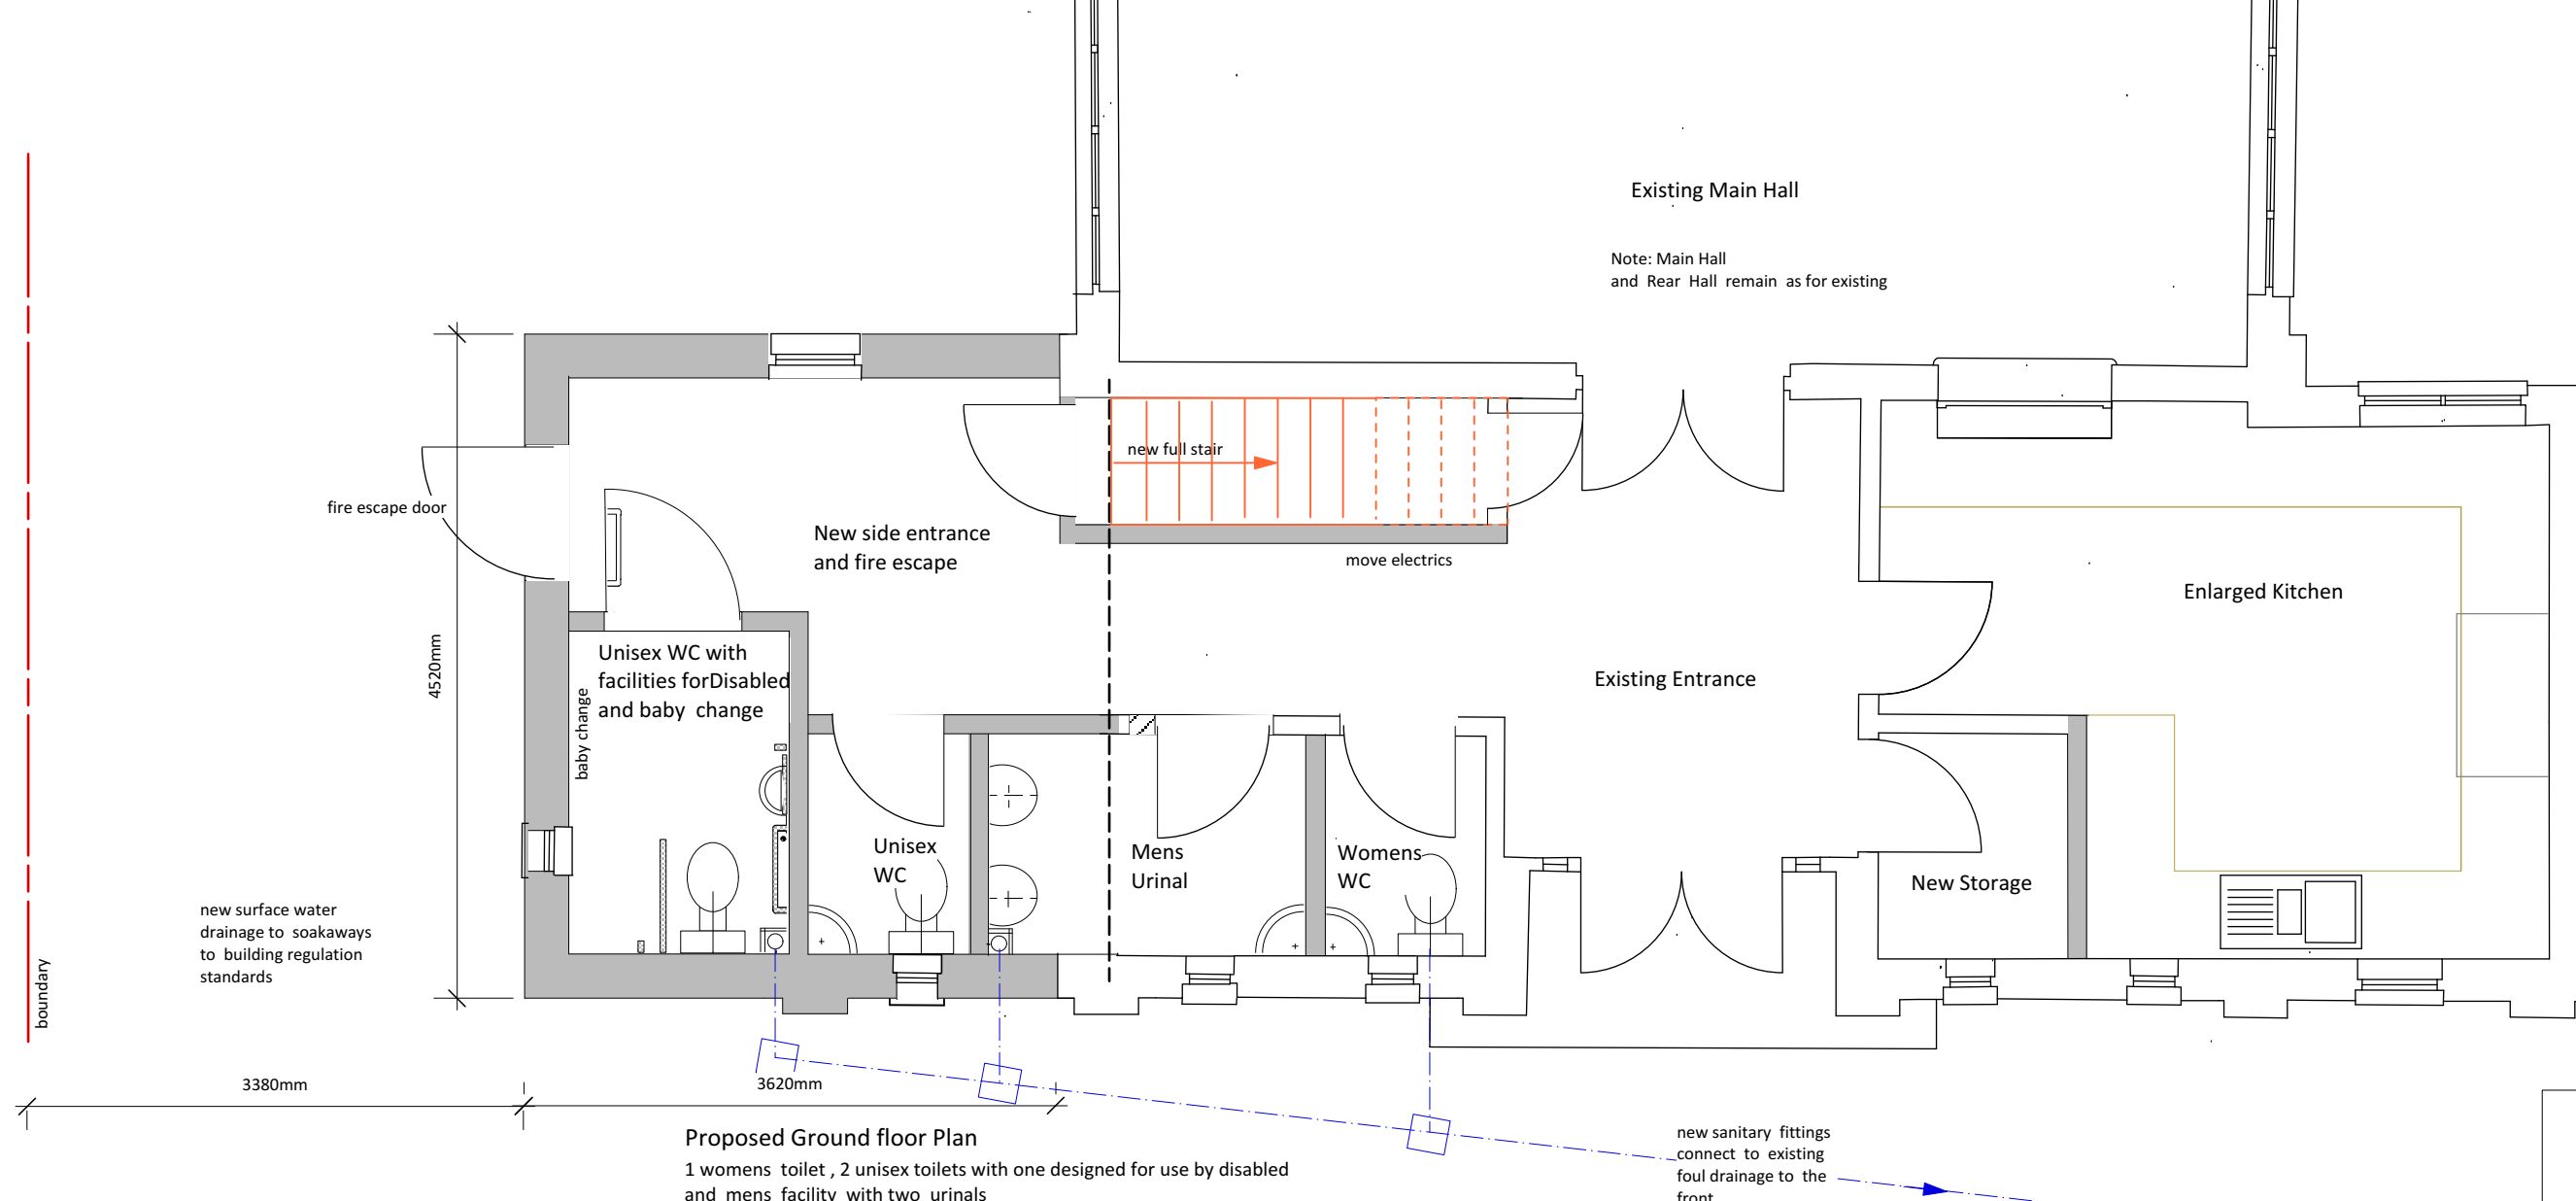 Existing Main Hall
Note: Main Hall
and Rear Hall remain as for existing
new full stair
fire escape door
New side entrance
and fire escape
move electrics
Enlarged Kitchen
4520mm
Unisex WC with
facilities forDisabled
and baby change
baby change
Existing Entrance
Unisex
WC
Mens
Urinal
Womens
WC
New Storage
new surface water
drainage to soakaways
to building regulation
standards
boundary
3380mm
3620mm
Proposed Ground floor Plan
1 womens toilet , 2 unisex toilets with one designed for use by disabled
and mens facility with two urinals
new sanitary fittings
connect to existing
foul drainage to the
front